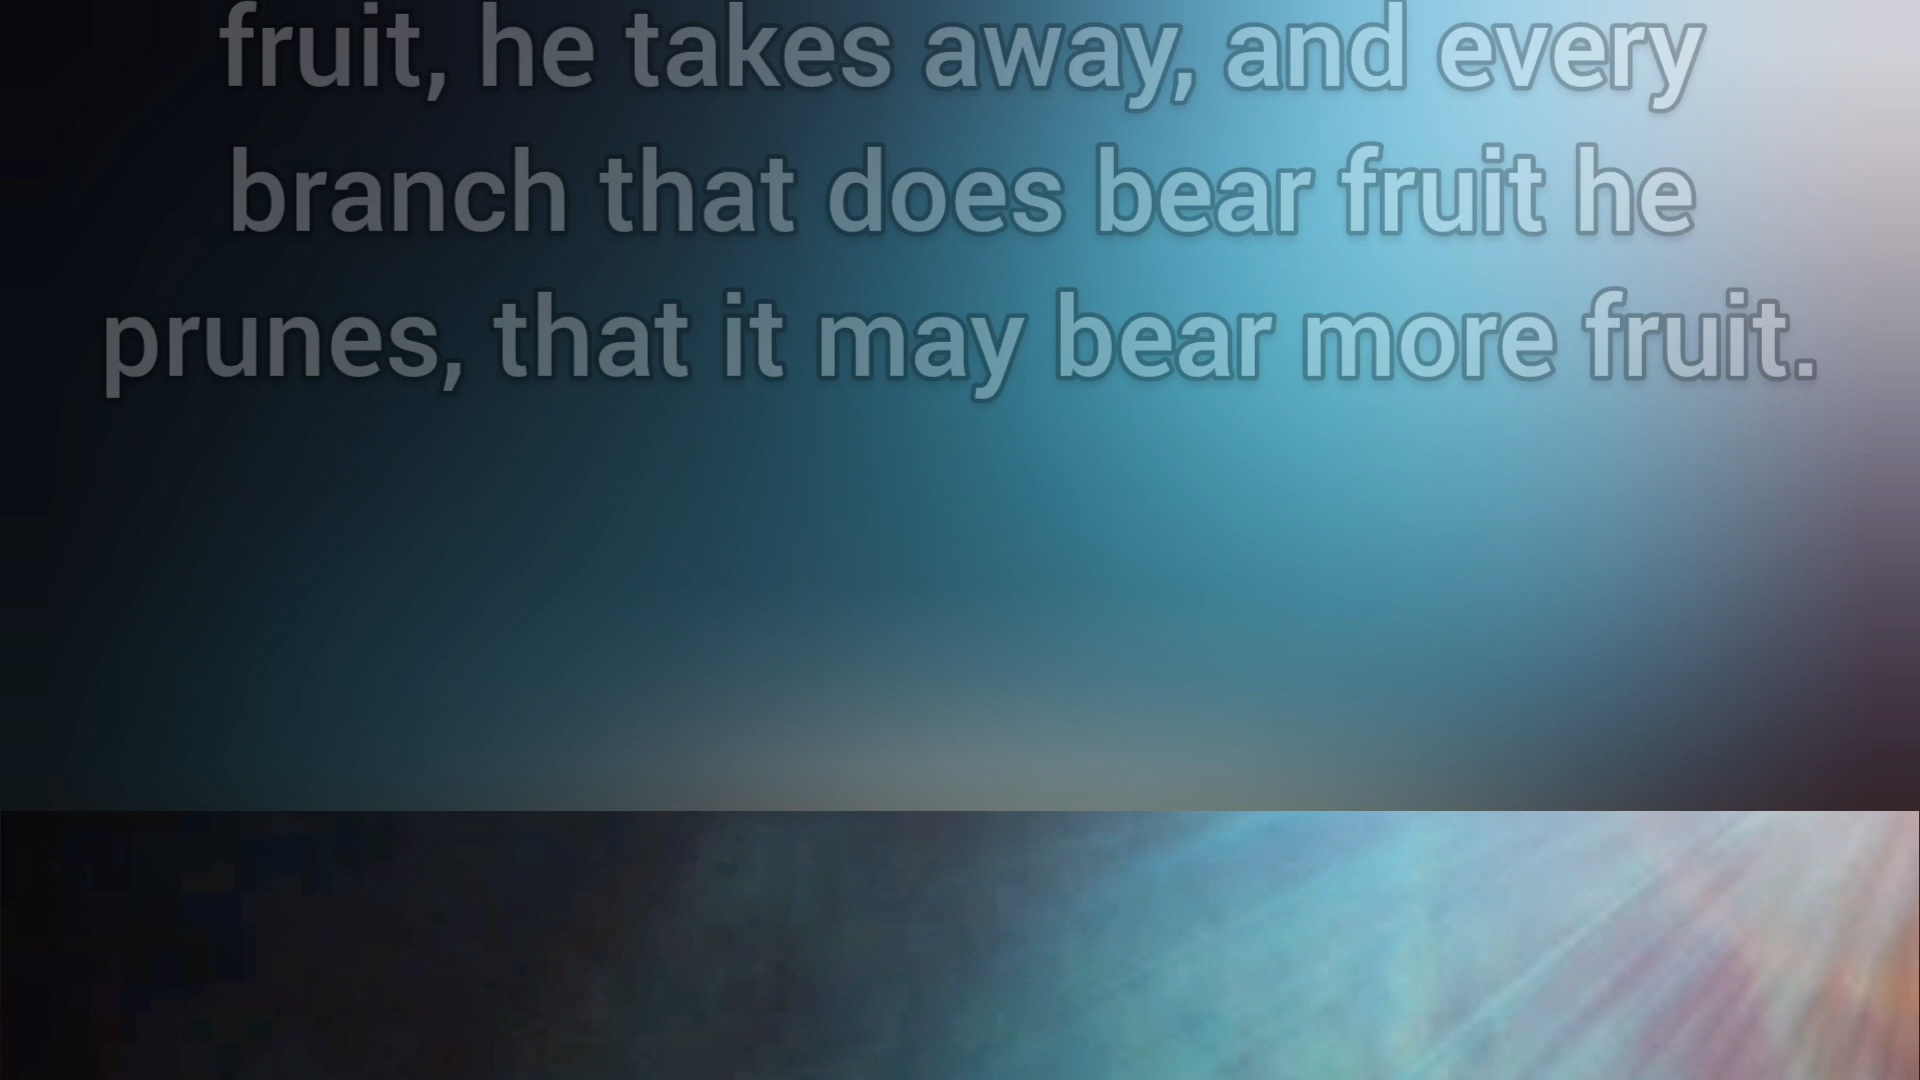 fruit, he takes away, and every
branch that does bear fruit he
prunes, that it may bear more fruit.